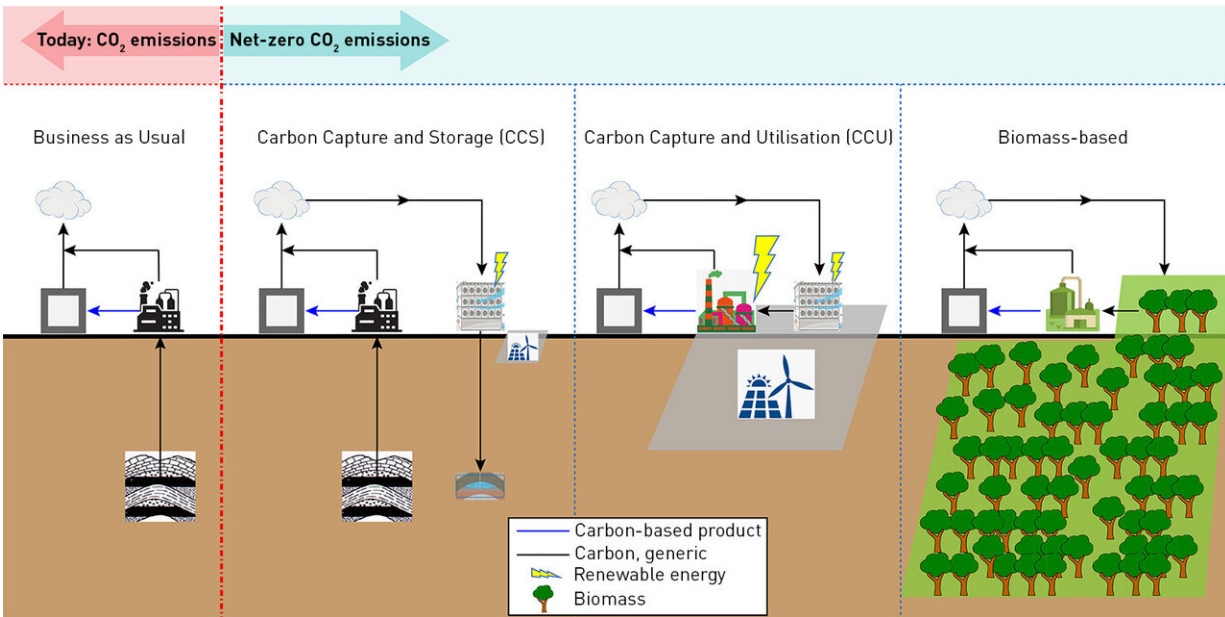 Today: CO₂ emissions
Net-zero CO₂ emissions
Business as Usual
Carbon Capture and Storage (CCS)
Carbon Capture and Utilisation (CCU)
Biomass-based
Carbon-based product
Carbon, generic
Renewable energy
Biomass